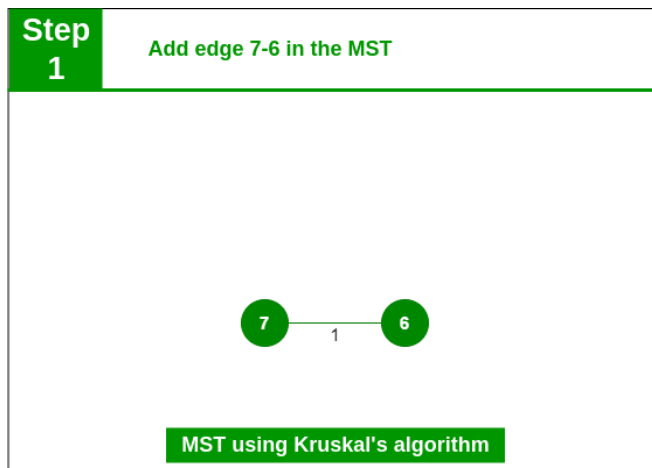 Step
1
Add edge 7-6 in the MST
7
6
1
MST using Kruskal's algorithm